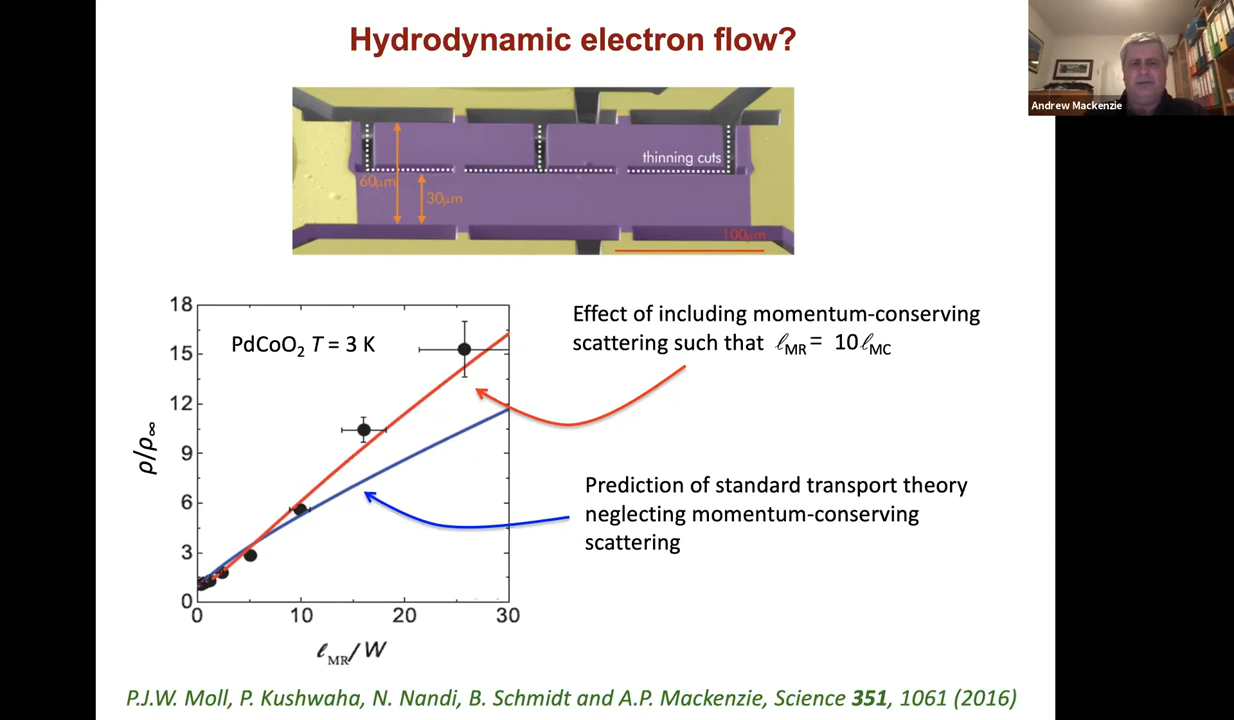 Hydrodynamic electron flow?
Andrew Mackenzie
thinning cuts
60μm
30μm
100μm
18
15
12
9
6
3
0
PdCoO₂ T = 3 K
ρ/ρ∞
0
10
20
30
ℓMR/W
Effect of including momentum-conserving
scattering such that ℓMR = 10ℓMC
Prediction of standard transport theory
neglecting momentum-conserving
scattering
P.J.W. Moll, P. Kushwaha, N. Nandi, B. Schmidt and A.P. Mackenzie, Science 351, 1061 (2016)